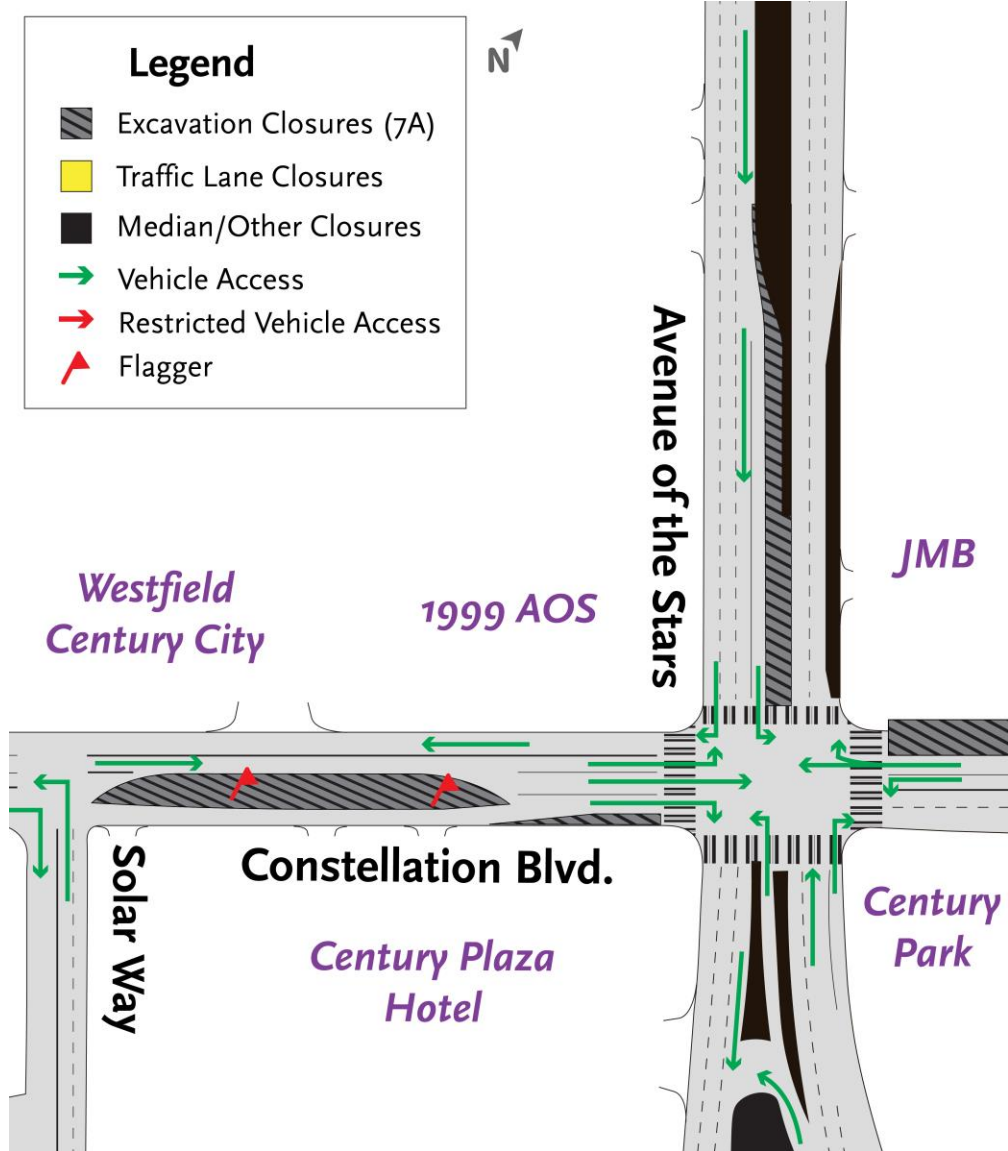 Legend
Excavation Closures (7A)
Traffic Lane Closures
Median/Other Closures
Vehicle Access
Restricted Vehicle Access
Flagger
N
Avenue of the Stars
JMB
Westfield
Century City
1999 AOS
Solar Way
Constellation Blvd.
Century Plaza
Hotel
Century
Park